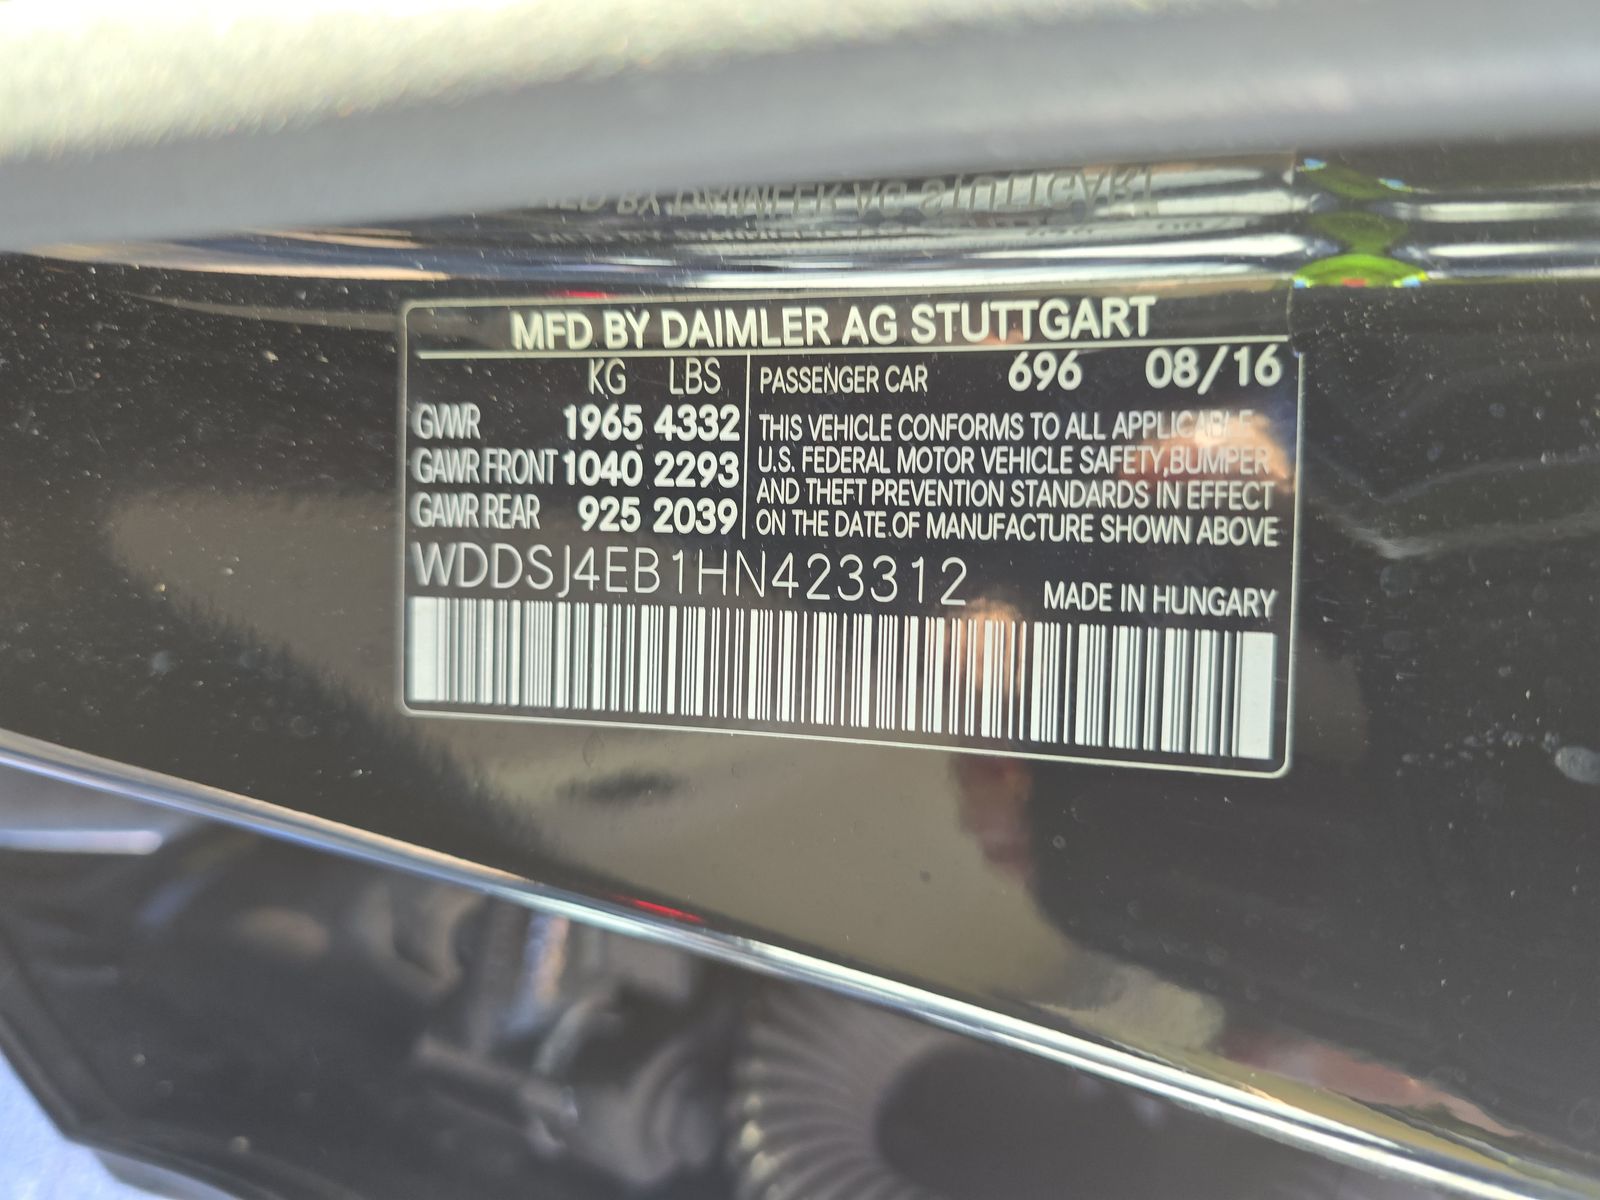 MFD BY DAIMLER AG STUTTGART
KG LBS
GVWR 1965 4332
GAWR FRONT 1040 2293
GAWR REAR 925 2039
PASSENGER CAR 696 08/16
THIS VEHICLE CONFORMS TO ALL APPLICABLE
U.S. FEDERAL MOTOR VEHICLE SAFETY,BUMPER
AND THEFT PREVENTION STANDARDS IN EFFECT
ON THE DATE OF MANUFACTURE SHOWN ABOVE
WDDSJ4EB1HN423312
MADE IN HUNGARY